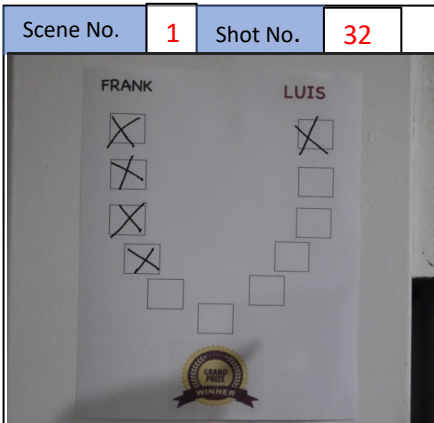 Scene No. 1 Shot No. 32
FRANK LUIS
GRAND
PRIZE
WINNER